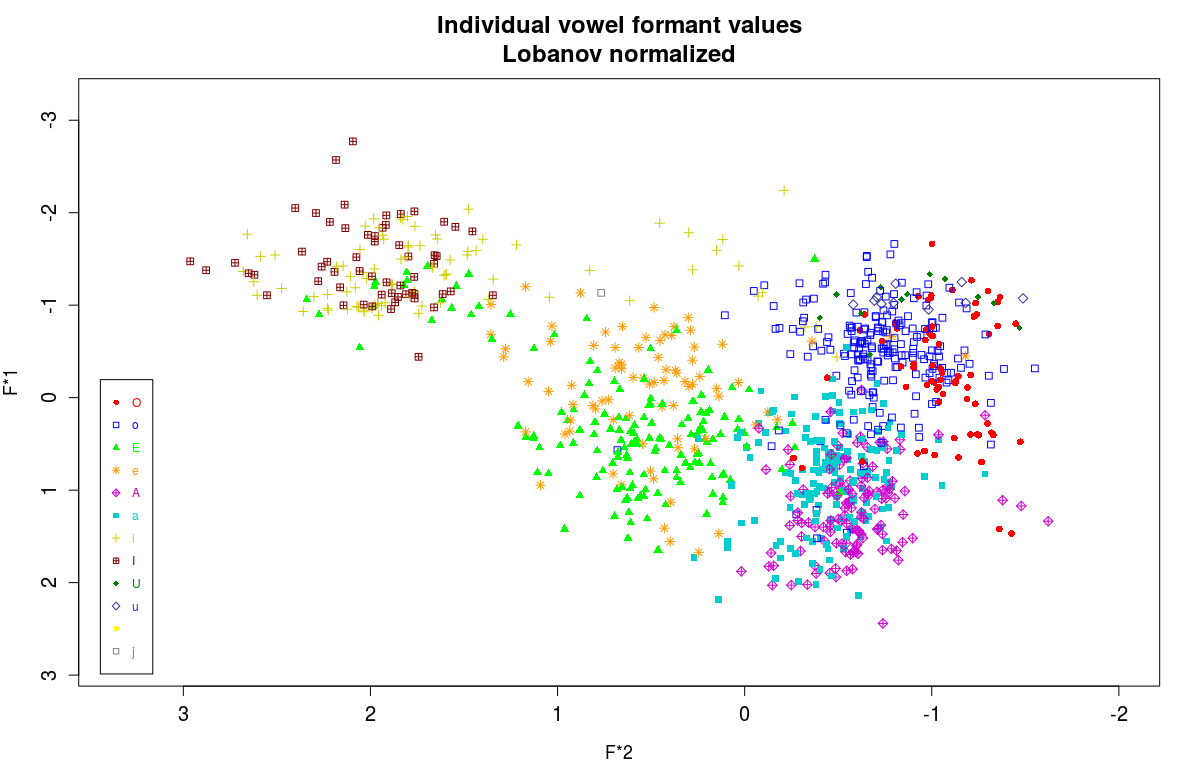 Individual vowel formant values
Lobanov normalized
F*1
-3
-2
-1
0
1
2
3
O
o
E
e
A
a
i
I
U
u
j
3
2
1
0
-1
-2
F*2